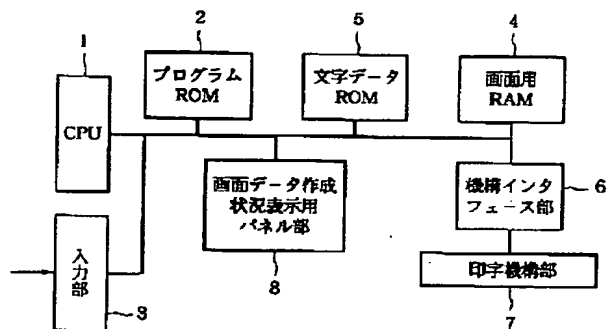 2
5
4
1
プログラム
ROM
文字データ
ROM
画面用
RAM
CPU
画面データ作成
状況表示用
パネル部
機構インタ
フェース部
6
入力部
印字機構部
3
8
7